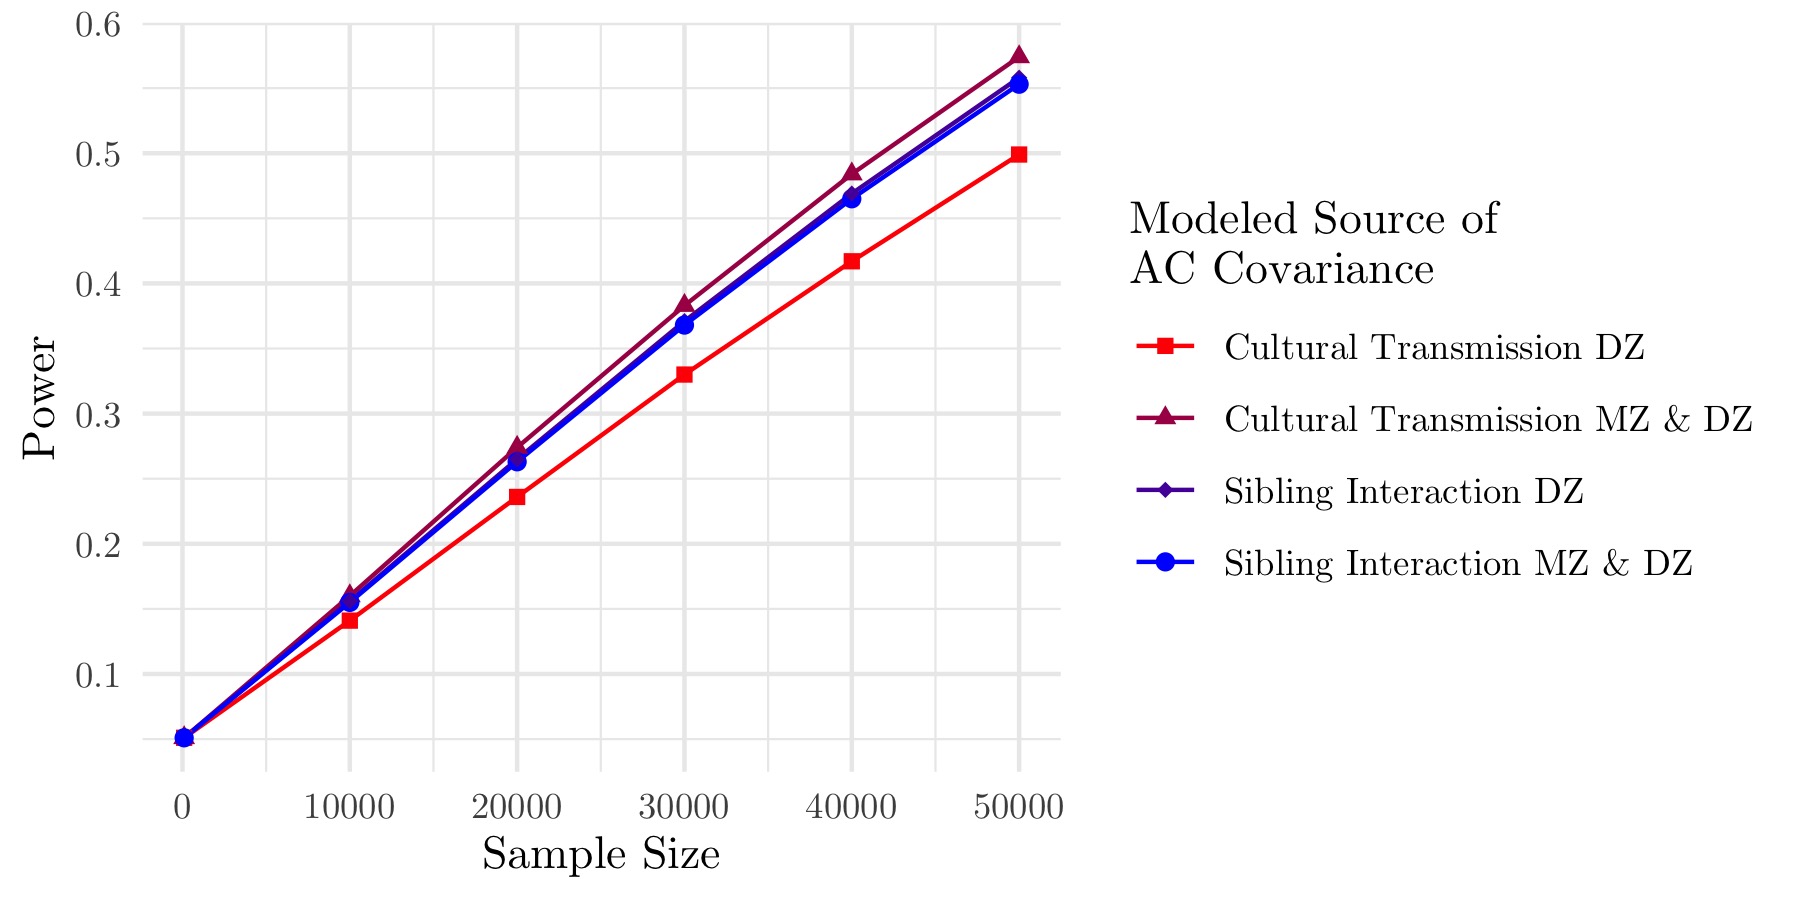 0.6
0.5
0.4
0.3
0.2
0.1
Power
0 10000 20000 30000 40000 50000
Sample Size
Modeled Source of
AC Covariance
Cultural Transmission DZ
Cultural Transmission MZ & DZ
Sibling Interaction DZ
Sibling Interaction MZ & DZ